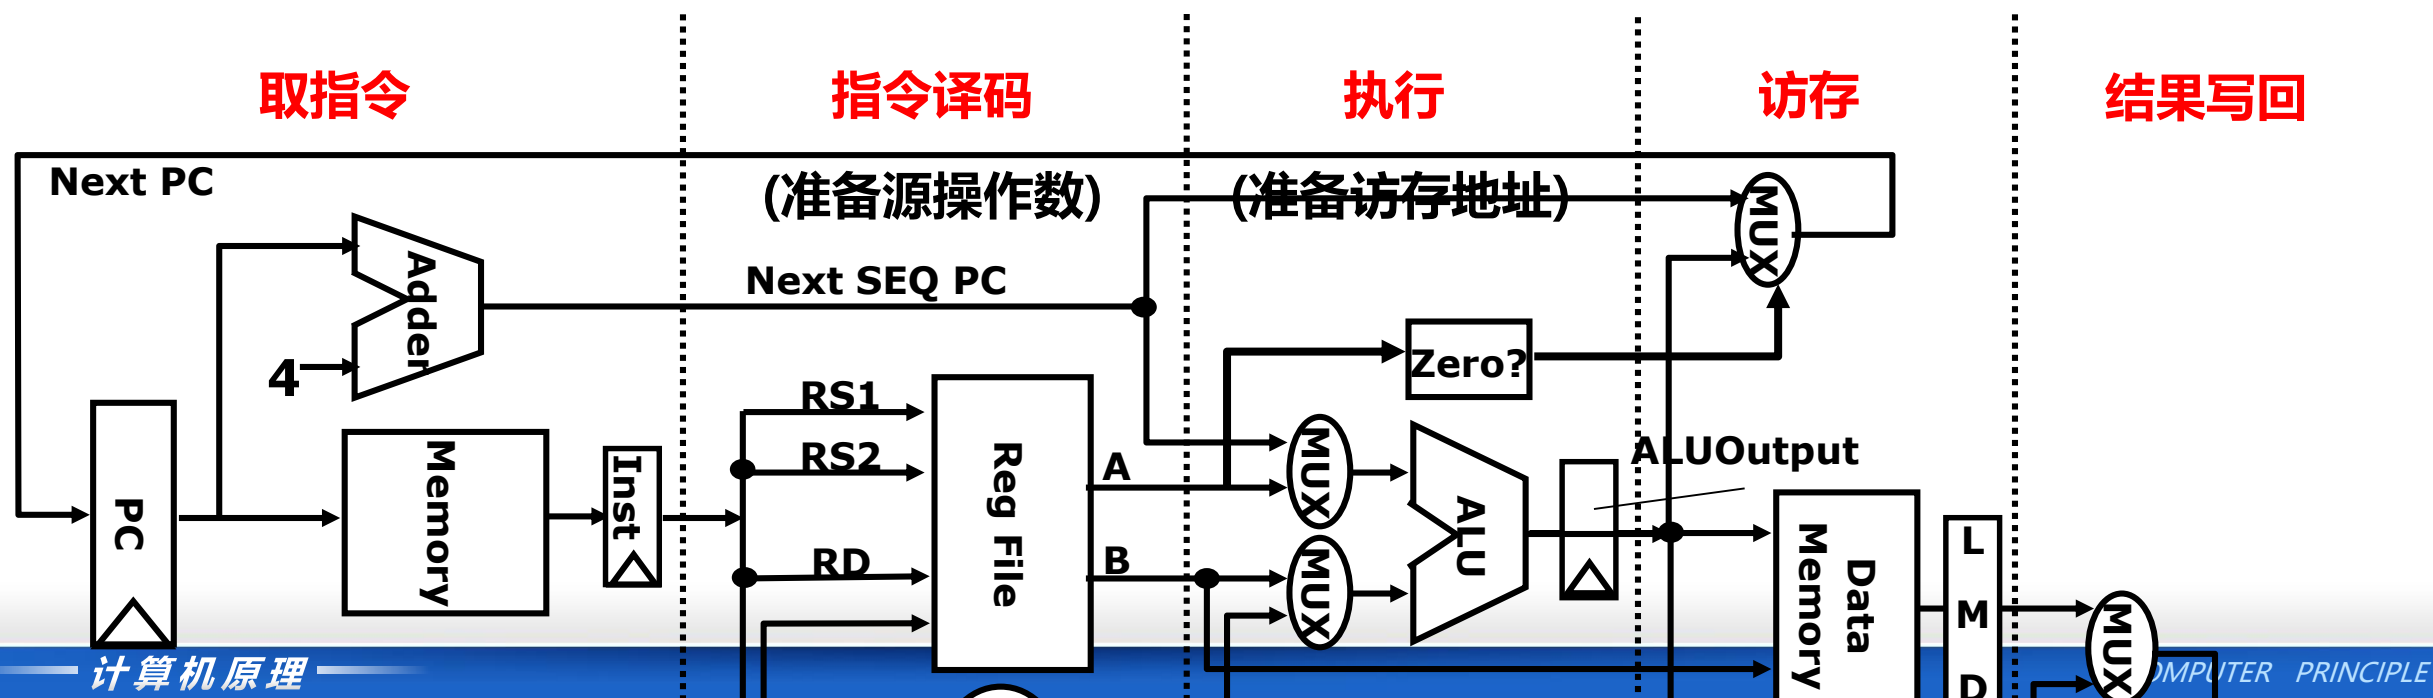 取指令
指令译码
执行
访存
结果写回
Next PC
(准备源操作数)
(准备访存地址)
MUX
Adder
Next SEQ PC
4
Zero?
RS1
RS2
RD
PC
Memory
Inst
Reg File
A
B
MUX
MUX
ALU
ALUOutput
Data
Memory
L
M
D
MUX
计算机原理
OMPUTER PRINCIPLE